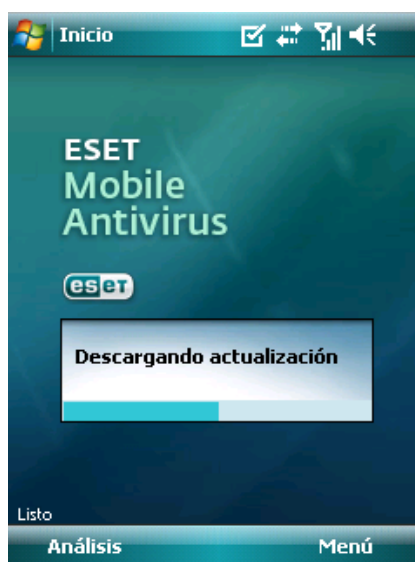 Inicio
ESET
Mobile
Antivirus
eseT
Descargando actualización
Listo
Análisis Menú